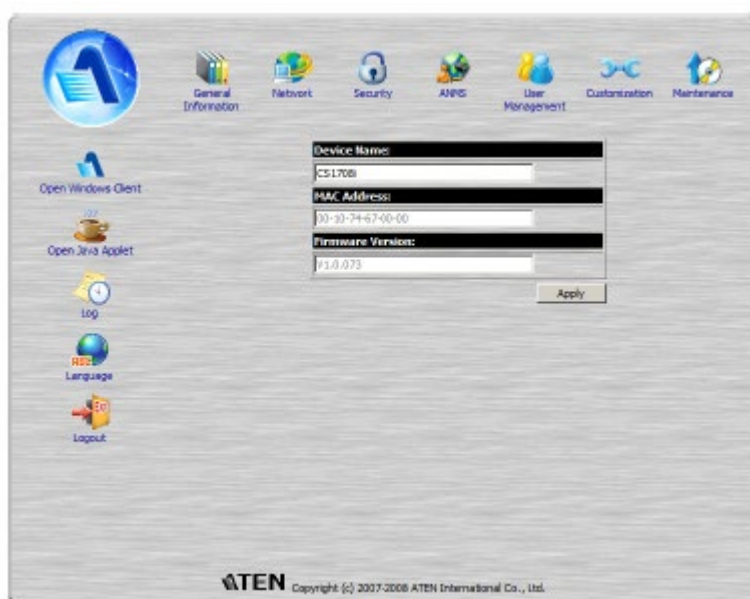 General Information
Network
Security
ANMS
User Management
Customization
Maintenance
Open Windows Client
Open Java Applet
Log
Language
Logout
Device Name:
CS1708i
MAC Address:
00-10-74-67-00-00
Firmware Version:
V1.0.073
Apply
ATEN Copyright (c) 2007-2008 ATEN International Co., Ltd.